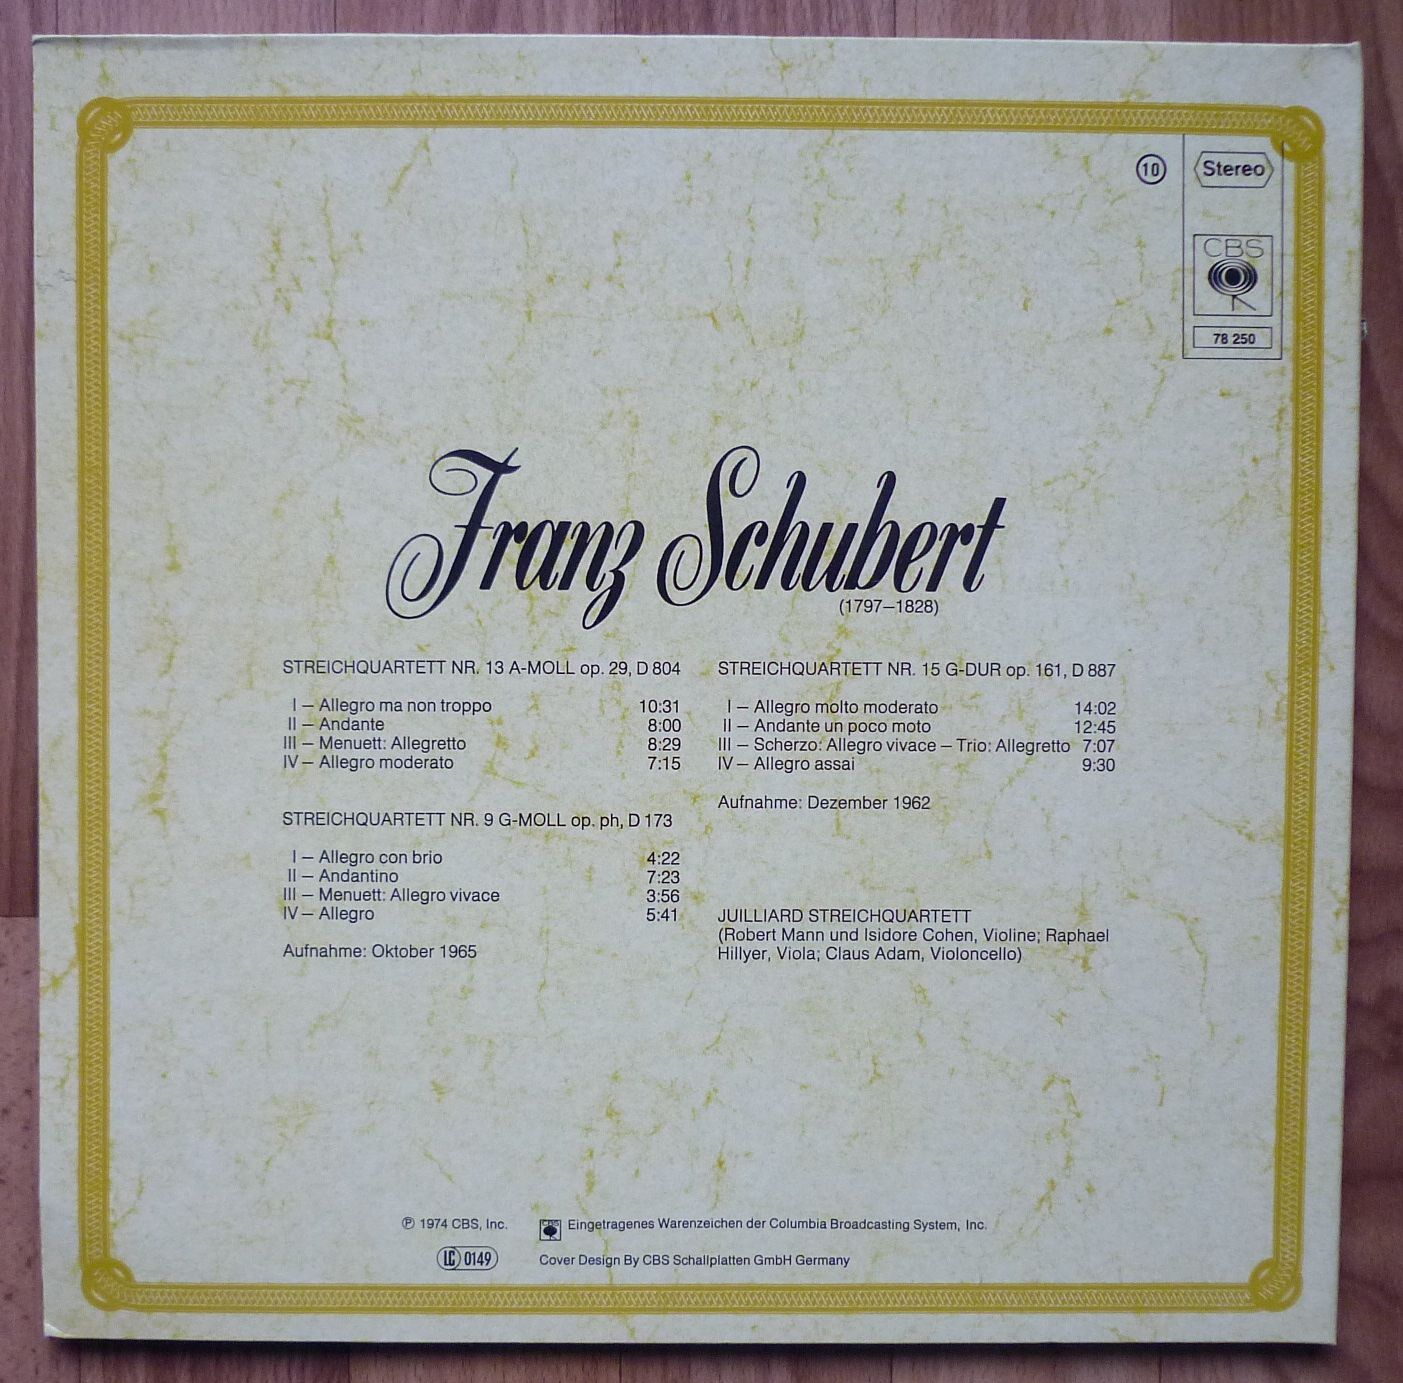 10
Stereo
CBS
78 250
Franz Schubert
(1797–1828)
STREICHQUARTETT NR. 13 A-MOLL op. 29, D 804
I – Allegro ma non troppo 10:31
II – Andante 8:00
III – Menuett: Allegretto 8:29
IV – Allegro moderato 7:15
STREICHQUARTETT NR. 9 G-MOLL op. ph, D 173
I – Allegro con brio 4:22
II – Andantino 7:23
III – Menuett: Allegro vivace 3:56
IV – Allegro 5:41
Aufnahme: Oktober 1965
STREICHQUARTETT NR. 15 G-DUR op. 161, D 887
I – Allegro molto moderato 14:02
II – Andante un poco moto 12:45
III – Scherzo: Allegro vivace – Trio: Allegretto 7:07
IV – Allegro assai 9:30
Aufnahme: Dezember 1962
JUILLIARD STREICHQUARTETT
(Robert Mann und Isidore Cohen, Violine; Raphael
Hillyer, Viola; Claus Adam, Violoncello)
℗ 1974 CBS, Inc. CBS Eingetragenes Warenzeichen der Columbia Broadcasting System, Inc.
LC 0149 Cover Design By CBS Schallplatten GmbH Germany